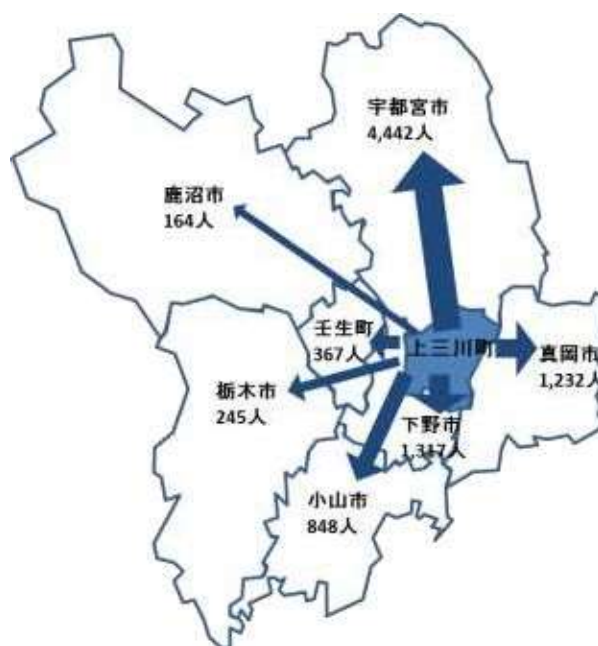 宇都宮市
4,442人
鹿沼市
164人
壬生町
367人
上三川町
真岡市
1,232人
栃木市
245人
下野市
1,317人
小山市
848人